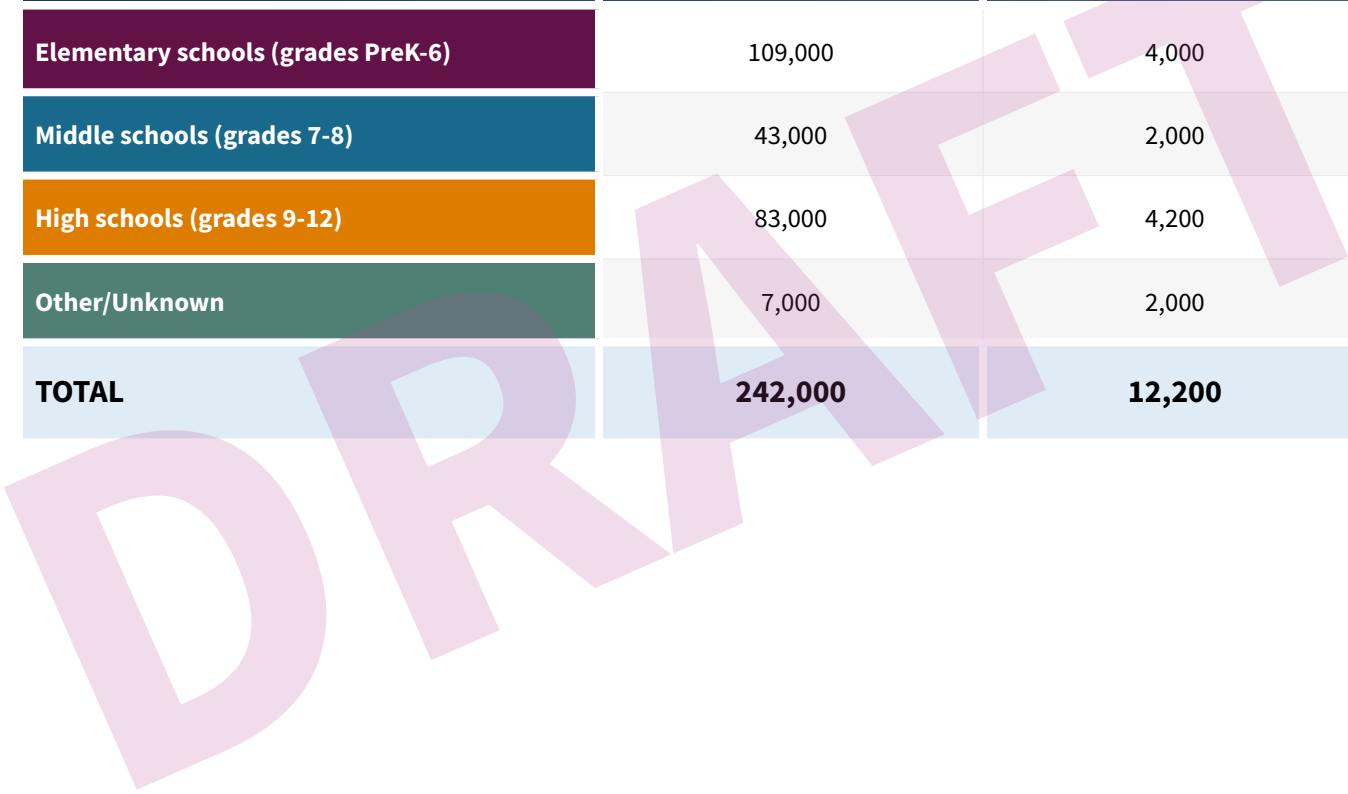 Elementary schools (grades PreK-6) 109,000 4,000
Middle schools (grades 7-8) 43,000 2,000
High schools (grades 9-12) 83,000 4,200
Other/Unknown 7,000 2,000
TOTAL 242,000 12,200
DRAFT